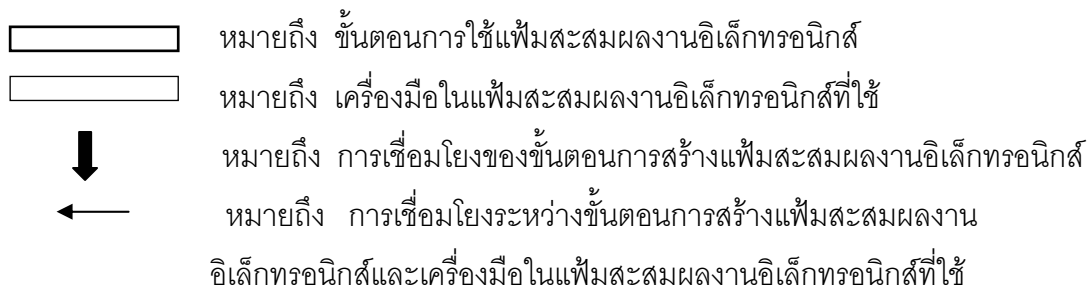 หมายถึง ขั้นตอนการใช้แฟ้มสะสมผลงานอิเล็กทรอนิกส์
หมายถึง เครื่องมือในแฟ้มสะสมผลงานอิเล็กทรอนิกส์ที่ใช้
หมายถึง การเชื่อมโยงของขั้นตอนการสร้างแฟ้มสะสมผลงานอิเล็กทรอนิกส์
หมายถึง การเชื่อมโยงระหว่างขั้นตอนการสร้างแฟ้มสะสมผลงาน
อิเล็กทรอนิกส์และเครื่องมือในแฟ้มสะสมผลงานอิเล็กทรอนิกส์ที่ใช้